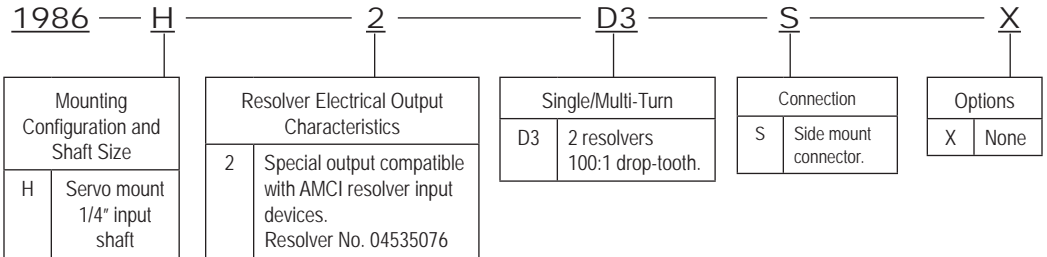 1986 H 2 D3 S X
Mounting
Configuration and
Shaft Size
H Servo mount
1/4" input
shaft
Resolver Electrical Output
Characteristics
2 Special output compatible
with AMCI resolver input
devices.
Resolver No. 04535076
Single/Multi-Turn
D3 2 resolvers
100:1 drop-tooth.
Connection
S Side mount
connector.
Options
X None